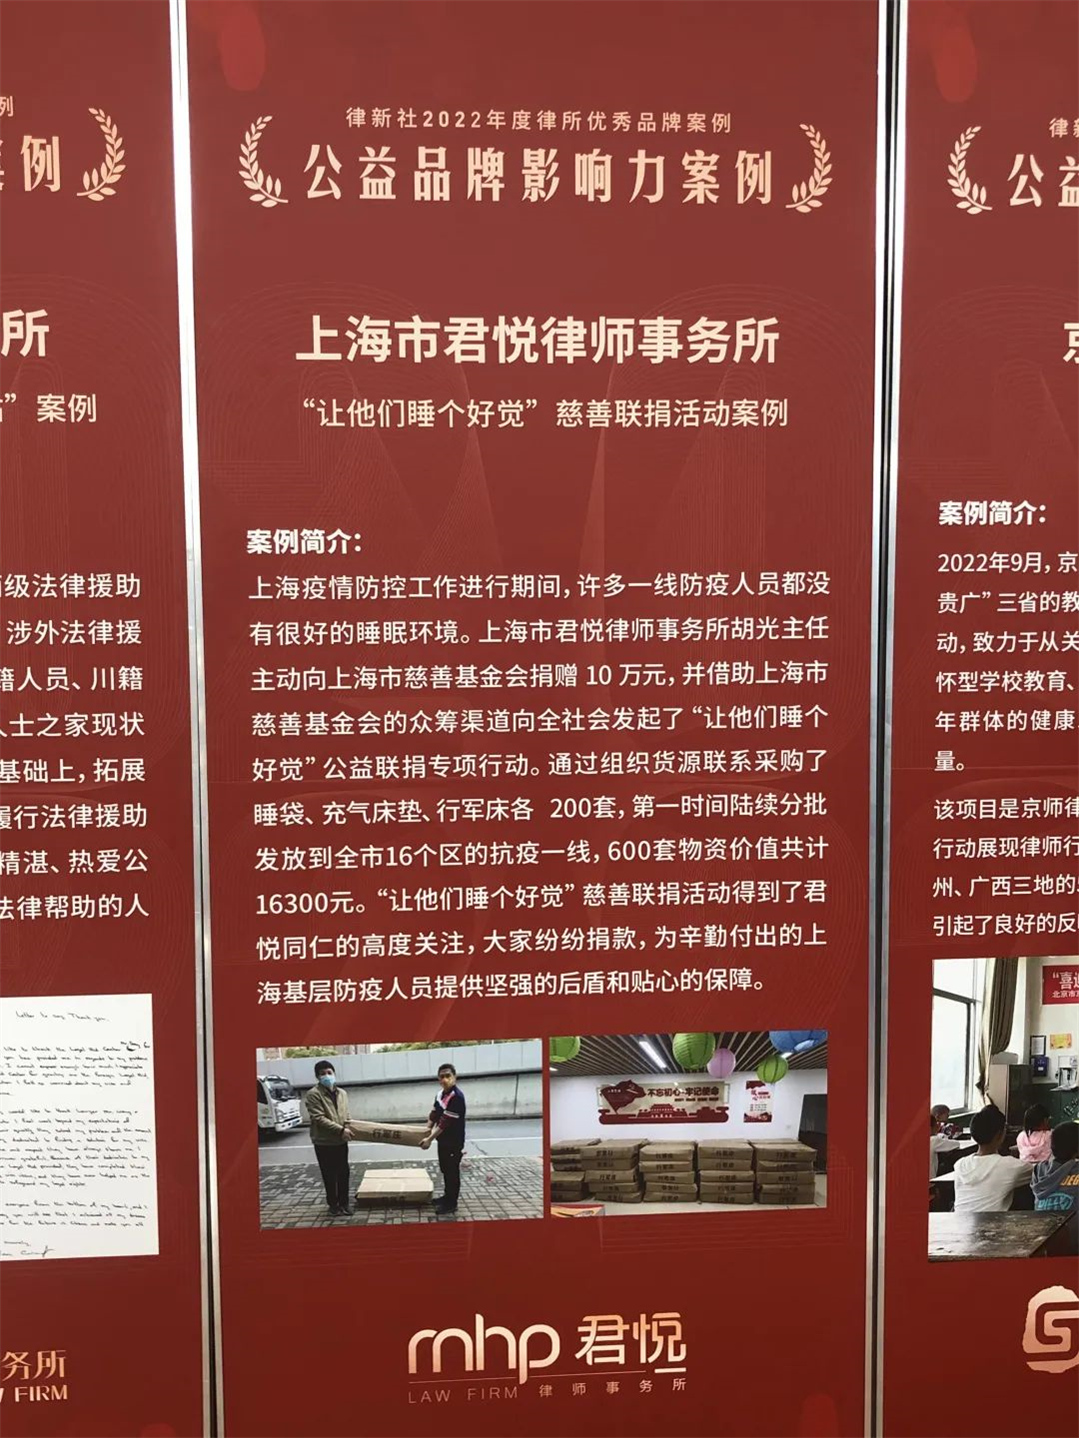 例
案例
所
”案例
级法律援助
涉外法律援
籍人员、川籍
人士之家现状
基础上，拓展
履行法律援助
精湛、热爱公
法律帮助的人
务所
FIRM
律新社2022年度律所优秀品牌案例
公益品牌影响力案例
上海市君悦律师事务所
“让他们睡个好觉”慈善联捐活动案例
案例简介：
上海疫情防控工作进行期间，许多一线防疫人员都没
有很好的睡眠环境。上海市君悦律师事务所胡光主任
主动向上海市慈善基金会捐赠 10 万元，并借助上海市
慈善基金会的众筹渠道向全社会发起了“让他们睡个
好觉”公益联捐专项行动。通过组织货源联系采购了
睡袋、充气床垫、行军床各 200套，第一时间陆续分批
发放到全市16个区的抗疫一线，600套物资价值共计
16300元。“让他们睡个好觉”慈善联捐活动得到了君
悦同仁的高度关注，大家纷纷捐款，为辛勤付出的上
海基层防疫人员提供坚强的后盾和贴心的保障。
行军床
不忘初心 牢记使命
mhp 君悦
LAW FIRM 律师事务所
律新
公益
京
案例简介：
2022年9月，京
贵广”三省的教
动，致力于从关
怀型学校教育、
年群体的健康
量。
该项目是京师律
行动展现律师行
州、广西三地的
引起了良好的反
“喜迎
北京市